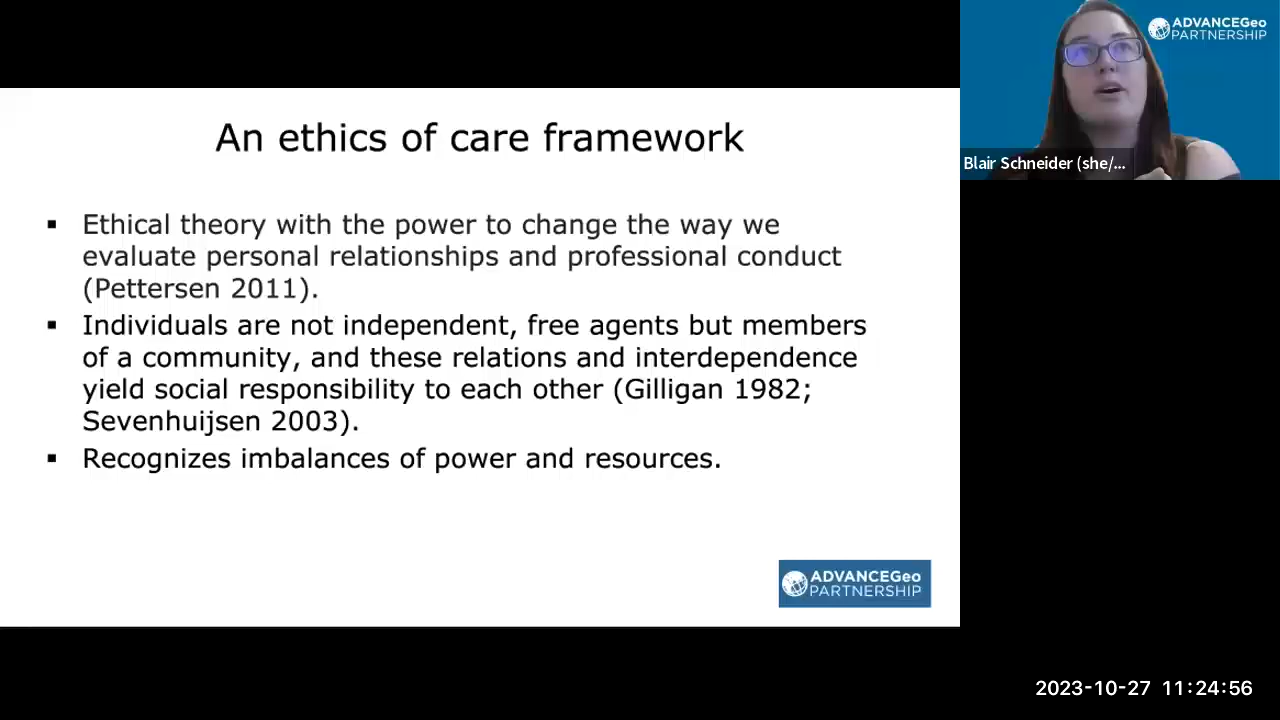 An ethics of care framework
▪ Ethical theory with the power to change the way we
evaluate personal relationships and professional conduct
(Pettersen 2011).
▪ Individuals are not independent, free agents but members
of a community, and these relations and interdependence
yield social responsibility to each other (Gilligan 1982;
Sevenhuijsen 2003).
▪ Recognizes imbalances of power and resources.
ADVANCEGeo
PARTNERSHIP
ADVANCEGeo
PARTNERSHIP
Blair Schneider (she/...
2023-10-27 11:24:56